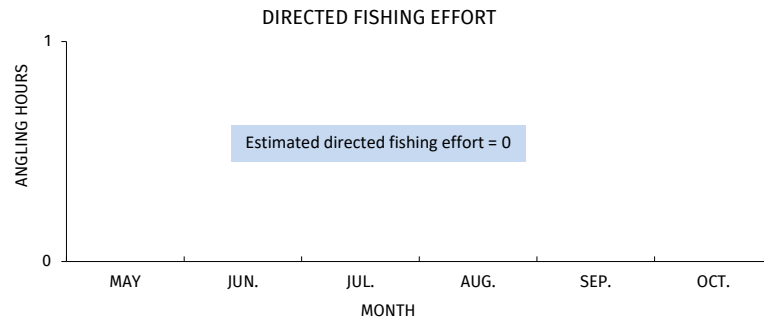 DIRECTED FISHING EFFORT
1
ANGLING HOURS
Estimated directed fishing effort = 0
0
MAY JUN. JUL. AUG. SEP. OCT.
MONTH